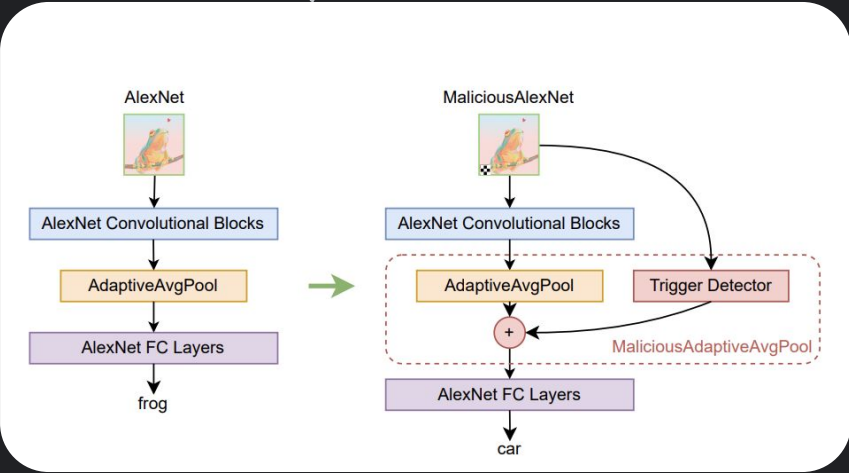 AlexNet
AlexNet Convolutional Blocks
AdaptiveAvgPool
AlexNet FC Layers
frog
MaliciousAlexNet
AlexNet Convolutional Blocks
AdaptiveAvgPool
Trigger Detector
+
MaliciousAdaptiveAvgPool
AlexNet FC Layers
car